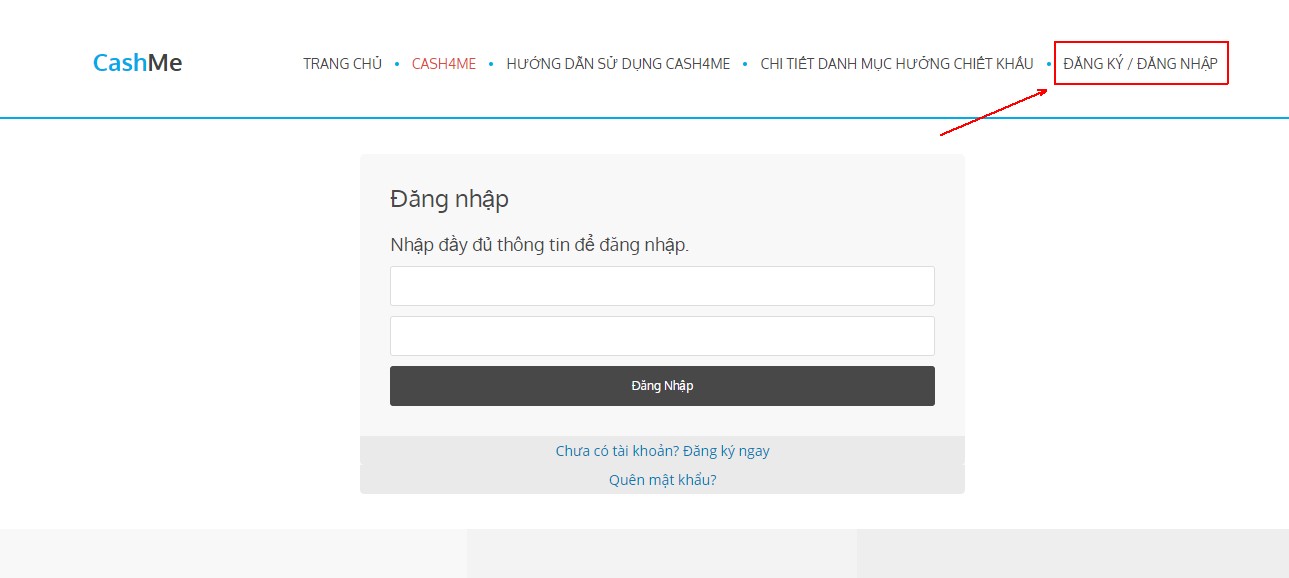 CashMe
TRANG CHỦ • CASH4ME • HƯỚNG DẪN SỬ DỤNG CASH4ME • CHI TIẾT DANH MỤC HƯỞNG CHIẾT KHẤU • ĐĂNG KÝ / ĐĂNG NHẬP
Đăng nhập
Nhập đầy đủ thông tin để đăng nhập.
Đăng Nhập
Chưa có tài khoản? Đăng ký ngay
Quên mật khẩu?